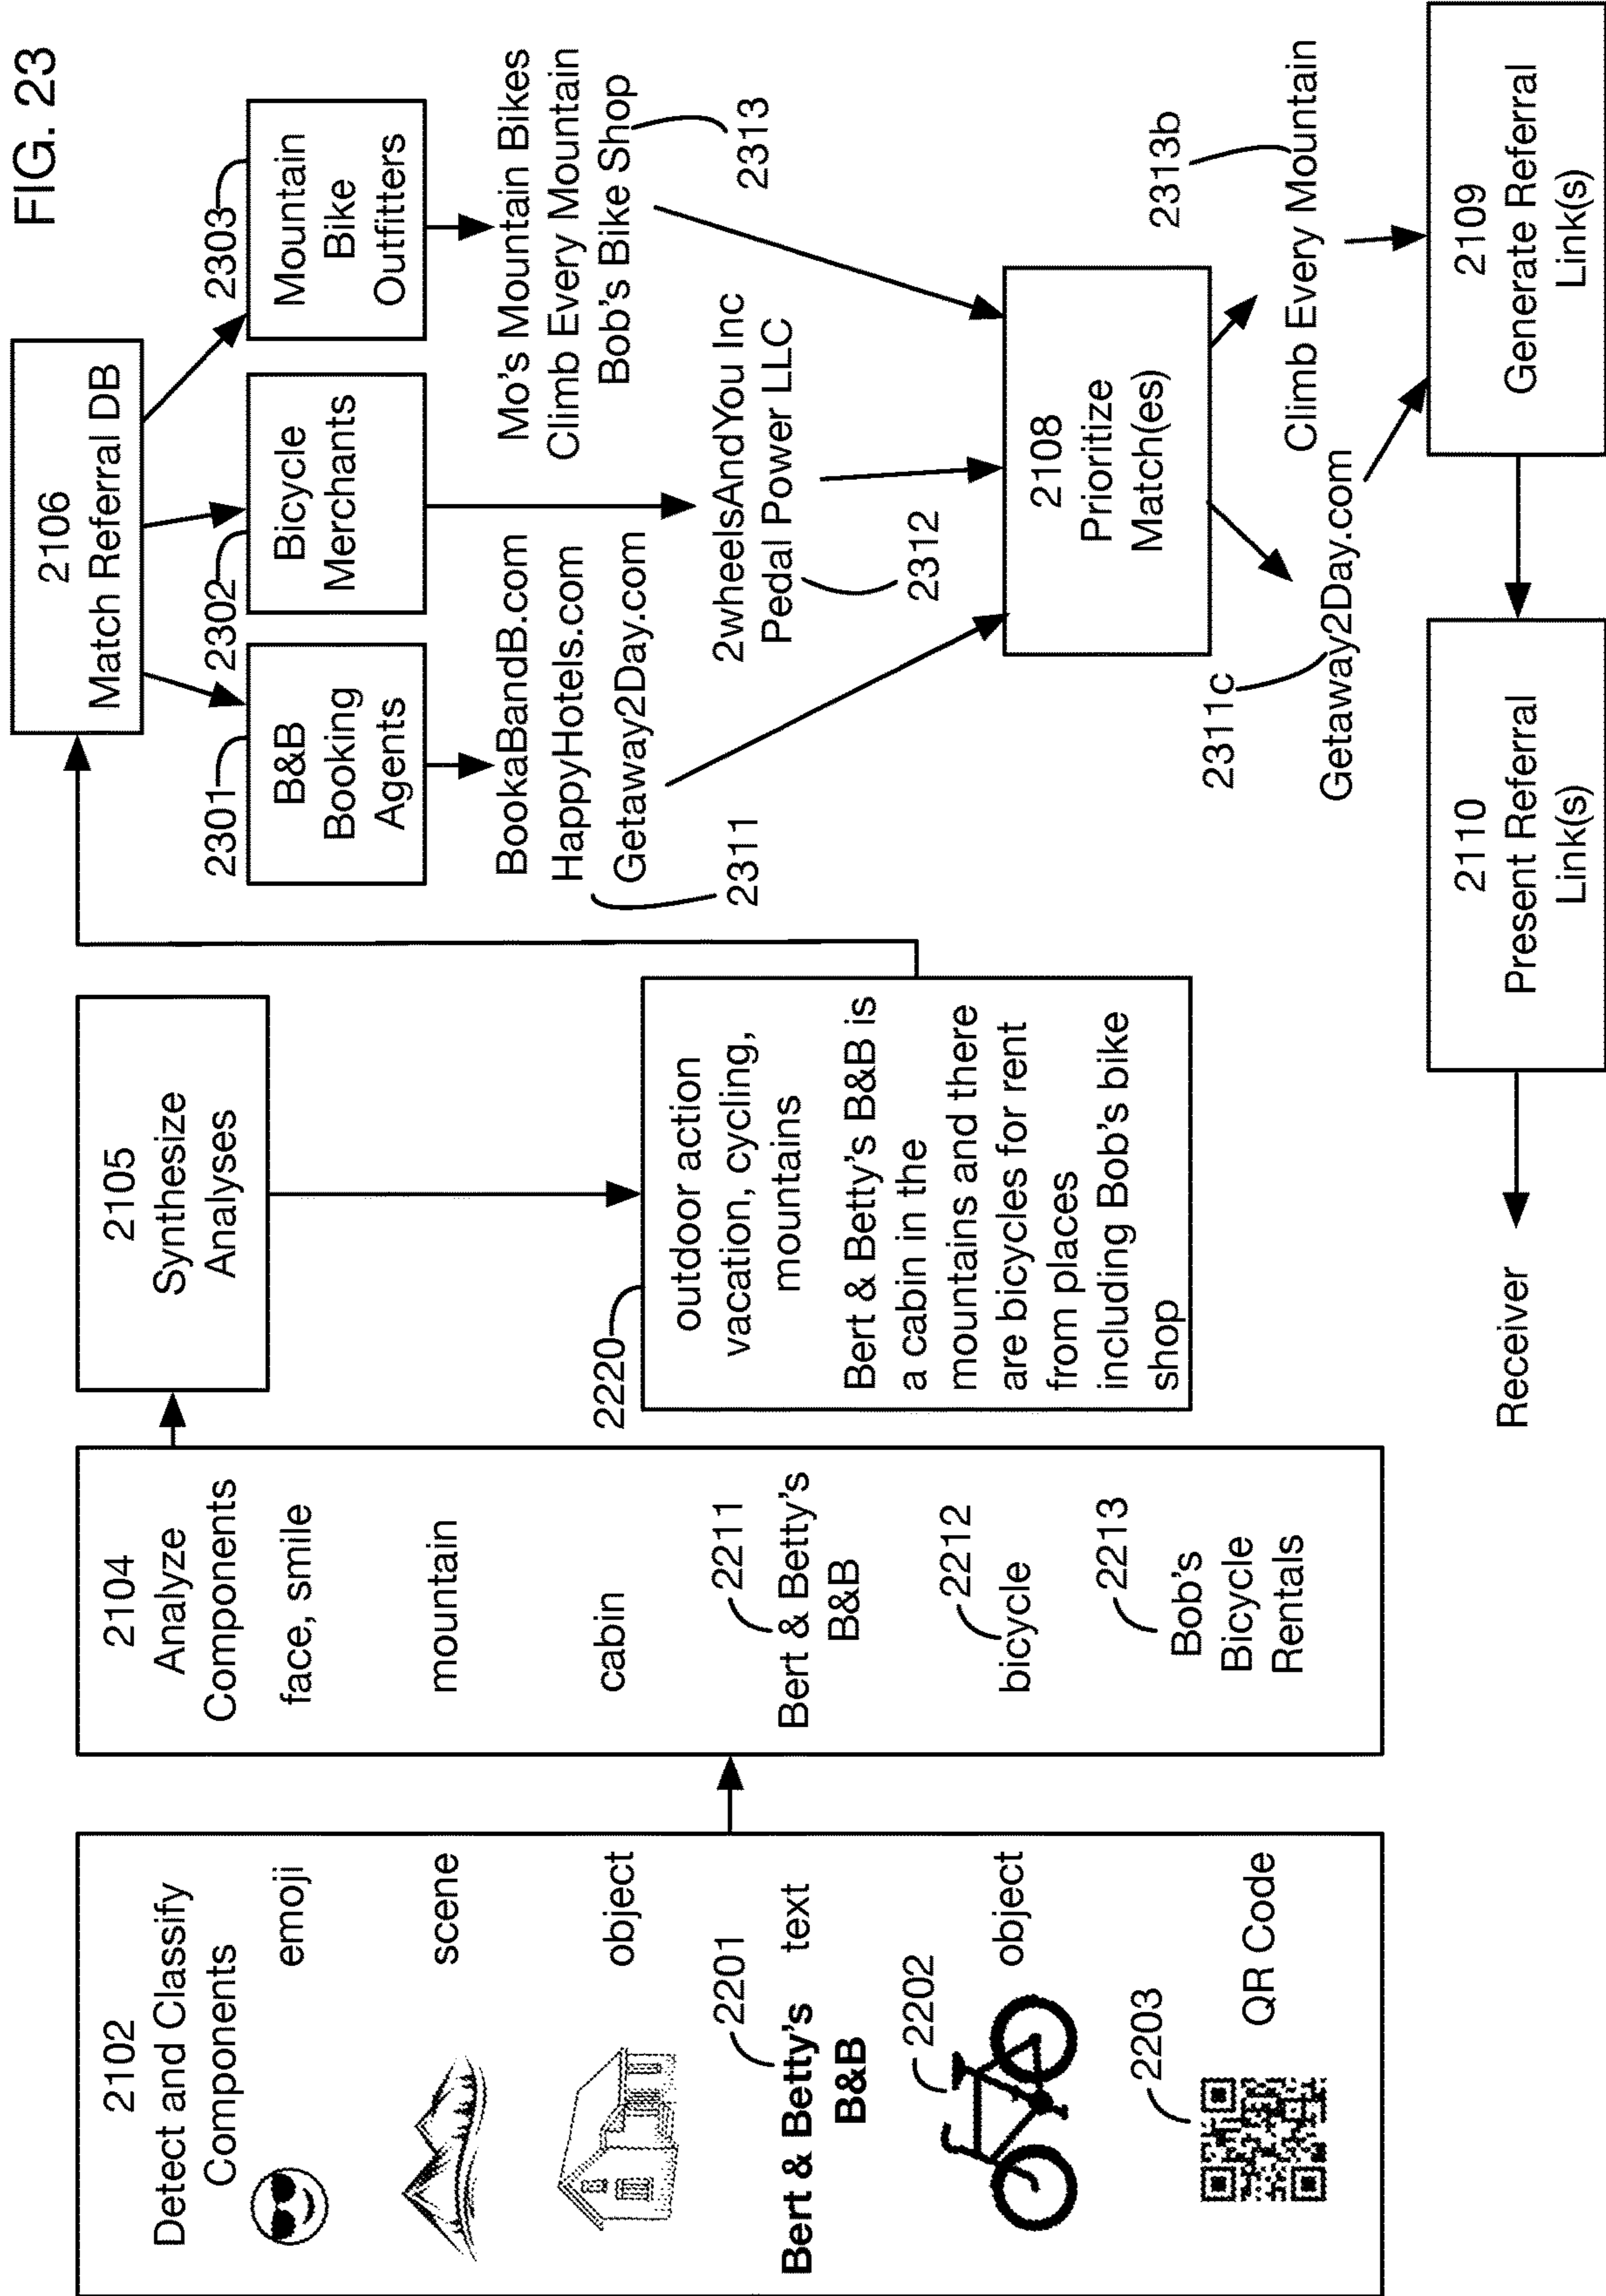 FIG. 23
2102
Detect and Classify
Components
emoji
scene
object
2201
Bert & Betty's
B&B
text
2202
object
2203
QR Code
2104
Analyze
Components
face, smile
mountain
cabin
2211
Bert & Betty's
B&B
2212
bicycle
2213
Bob's
Bicycle
Rentals
2105
Synthesize
Analyses
2220
outdoor action
vacation, cycling,
mountains
Bert & Betty's B&B is
a cabin in the
mountains and there
are bicycles for rent
from places
including Bob's bike
shop
2106
Match Referral DB
2301
B&B
Booking
Agents
2302
Bicycle
Merchants
2303
Mountain
Bike
Outfitters
BookaBandB.com
HappyHotels.com
Getaway2Day.com
2311
2wheelsAndYou Inc
Pedal Power LLC
2312
Mo's Mountain Bikes
Climb Every Mountain
Bob's Bike Shop
2313
2108
Prioritize
Match(es)
2311c
Getaway2Day.com
2313b
Climb Every Mountain
2109
Generate Referral
Link(s)
2110
Present Referral
Link(s)
Receiver